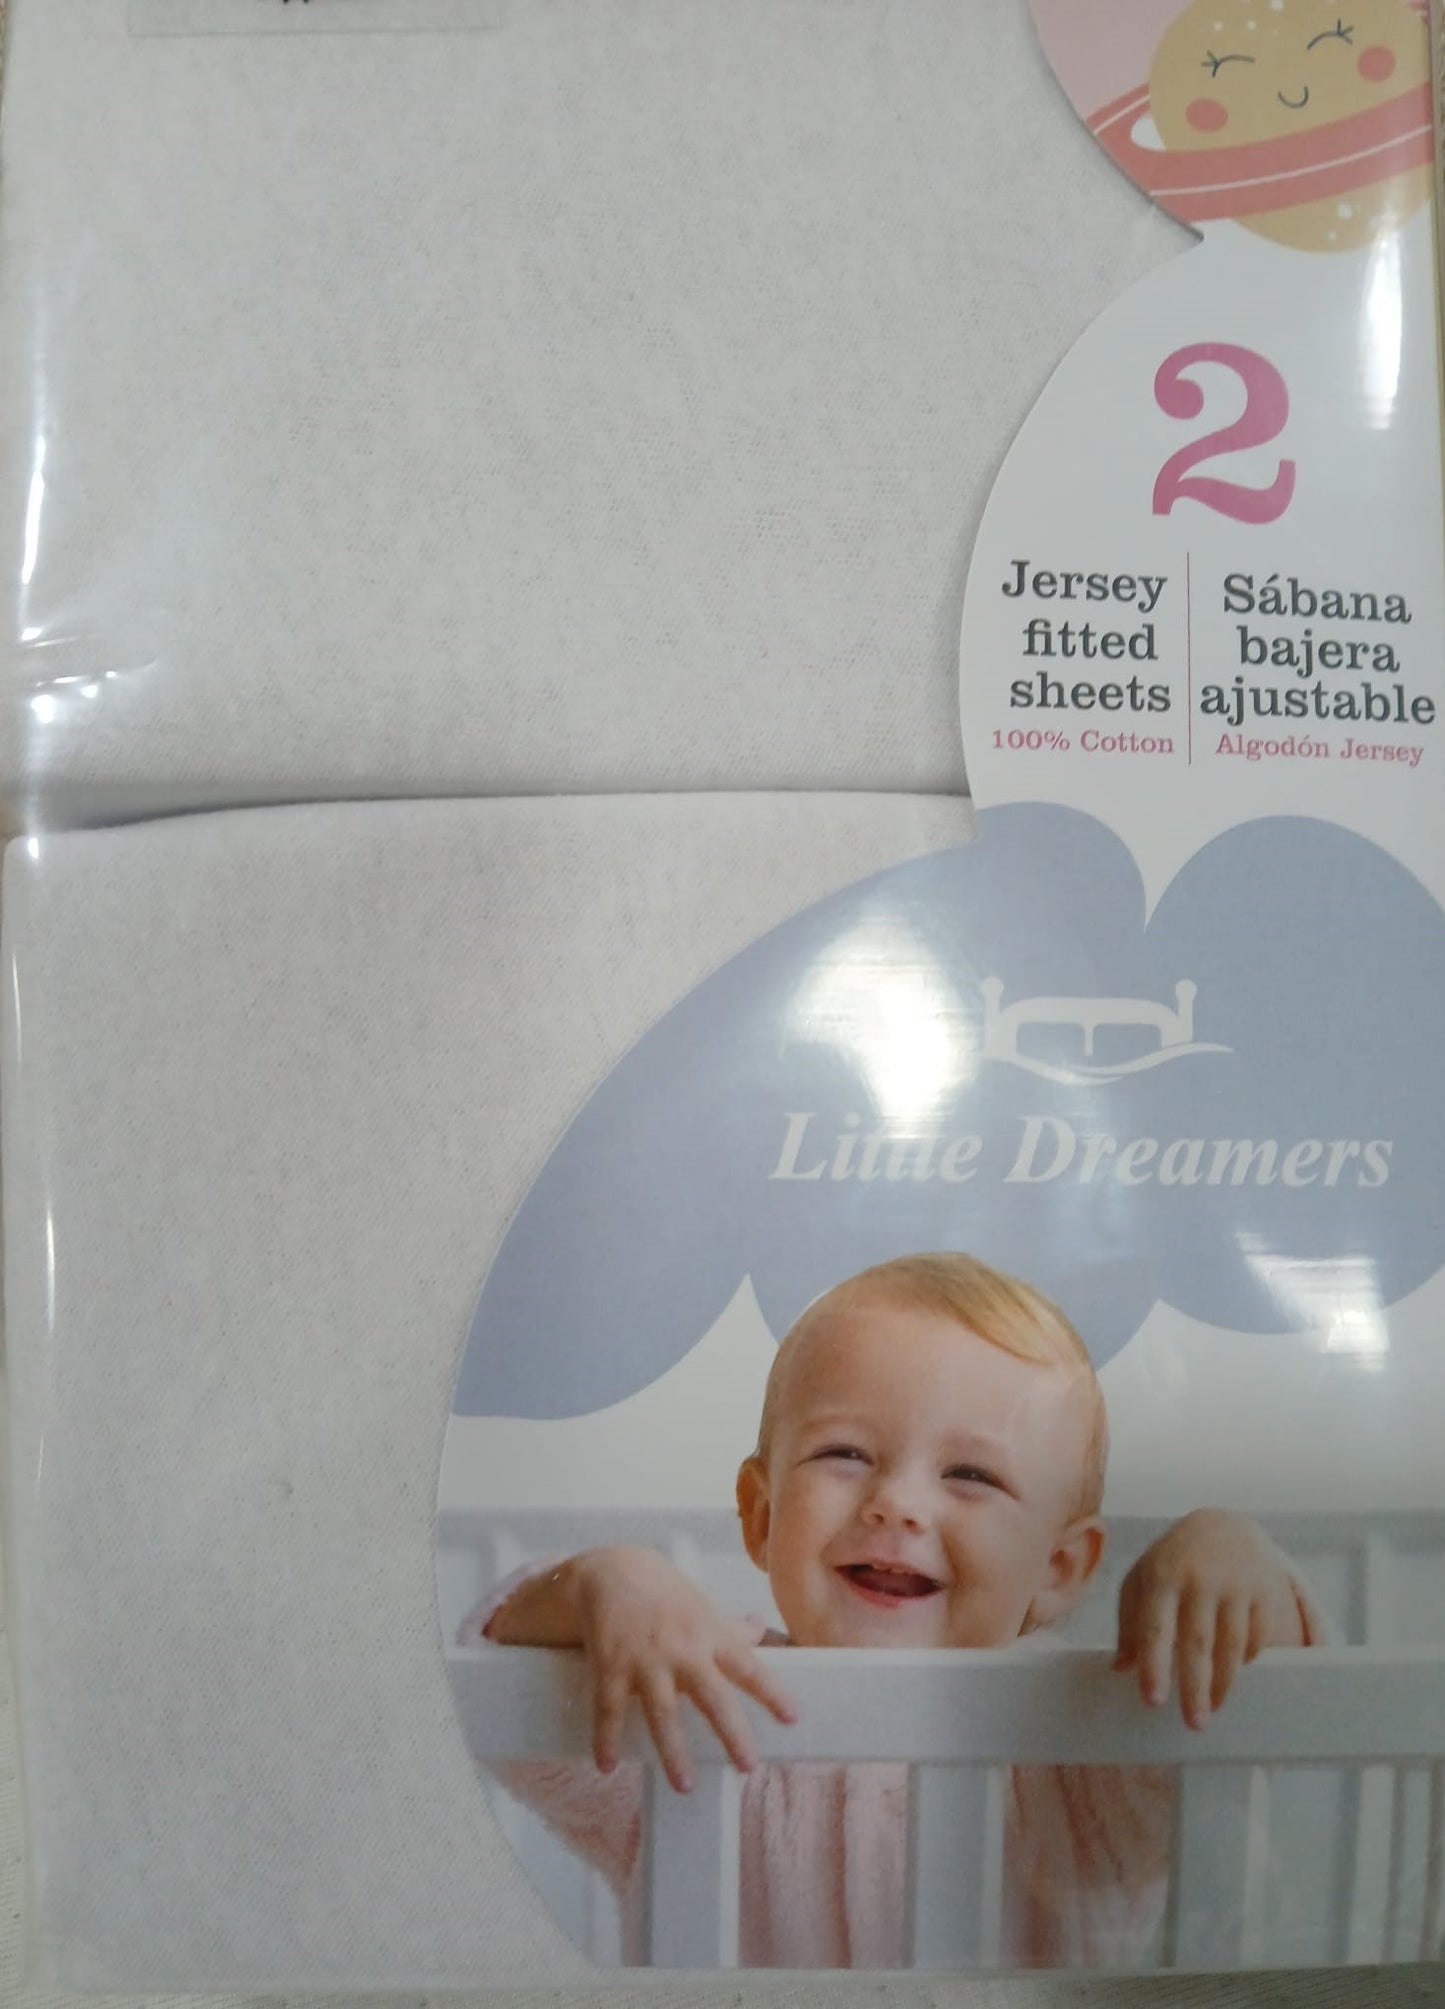 2
Jersey
fitted
sheets
100% Cotton
Sábana
bajera
ajustable
Algodón Jersey
Little Dreamers